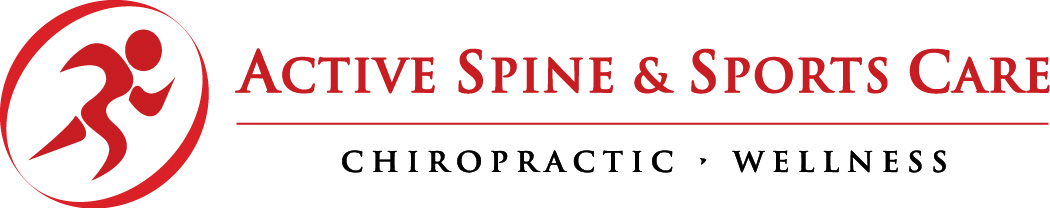 ACTIVE SPINE & SPORTS CARE
CHIROPRACTIC · WELLNESS